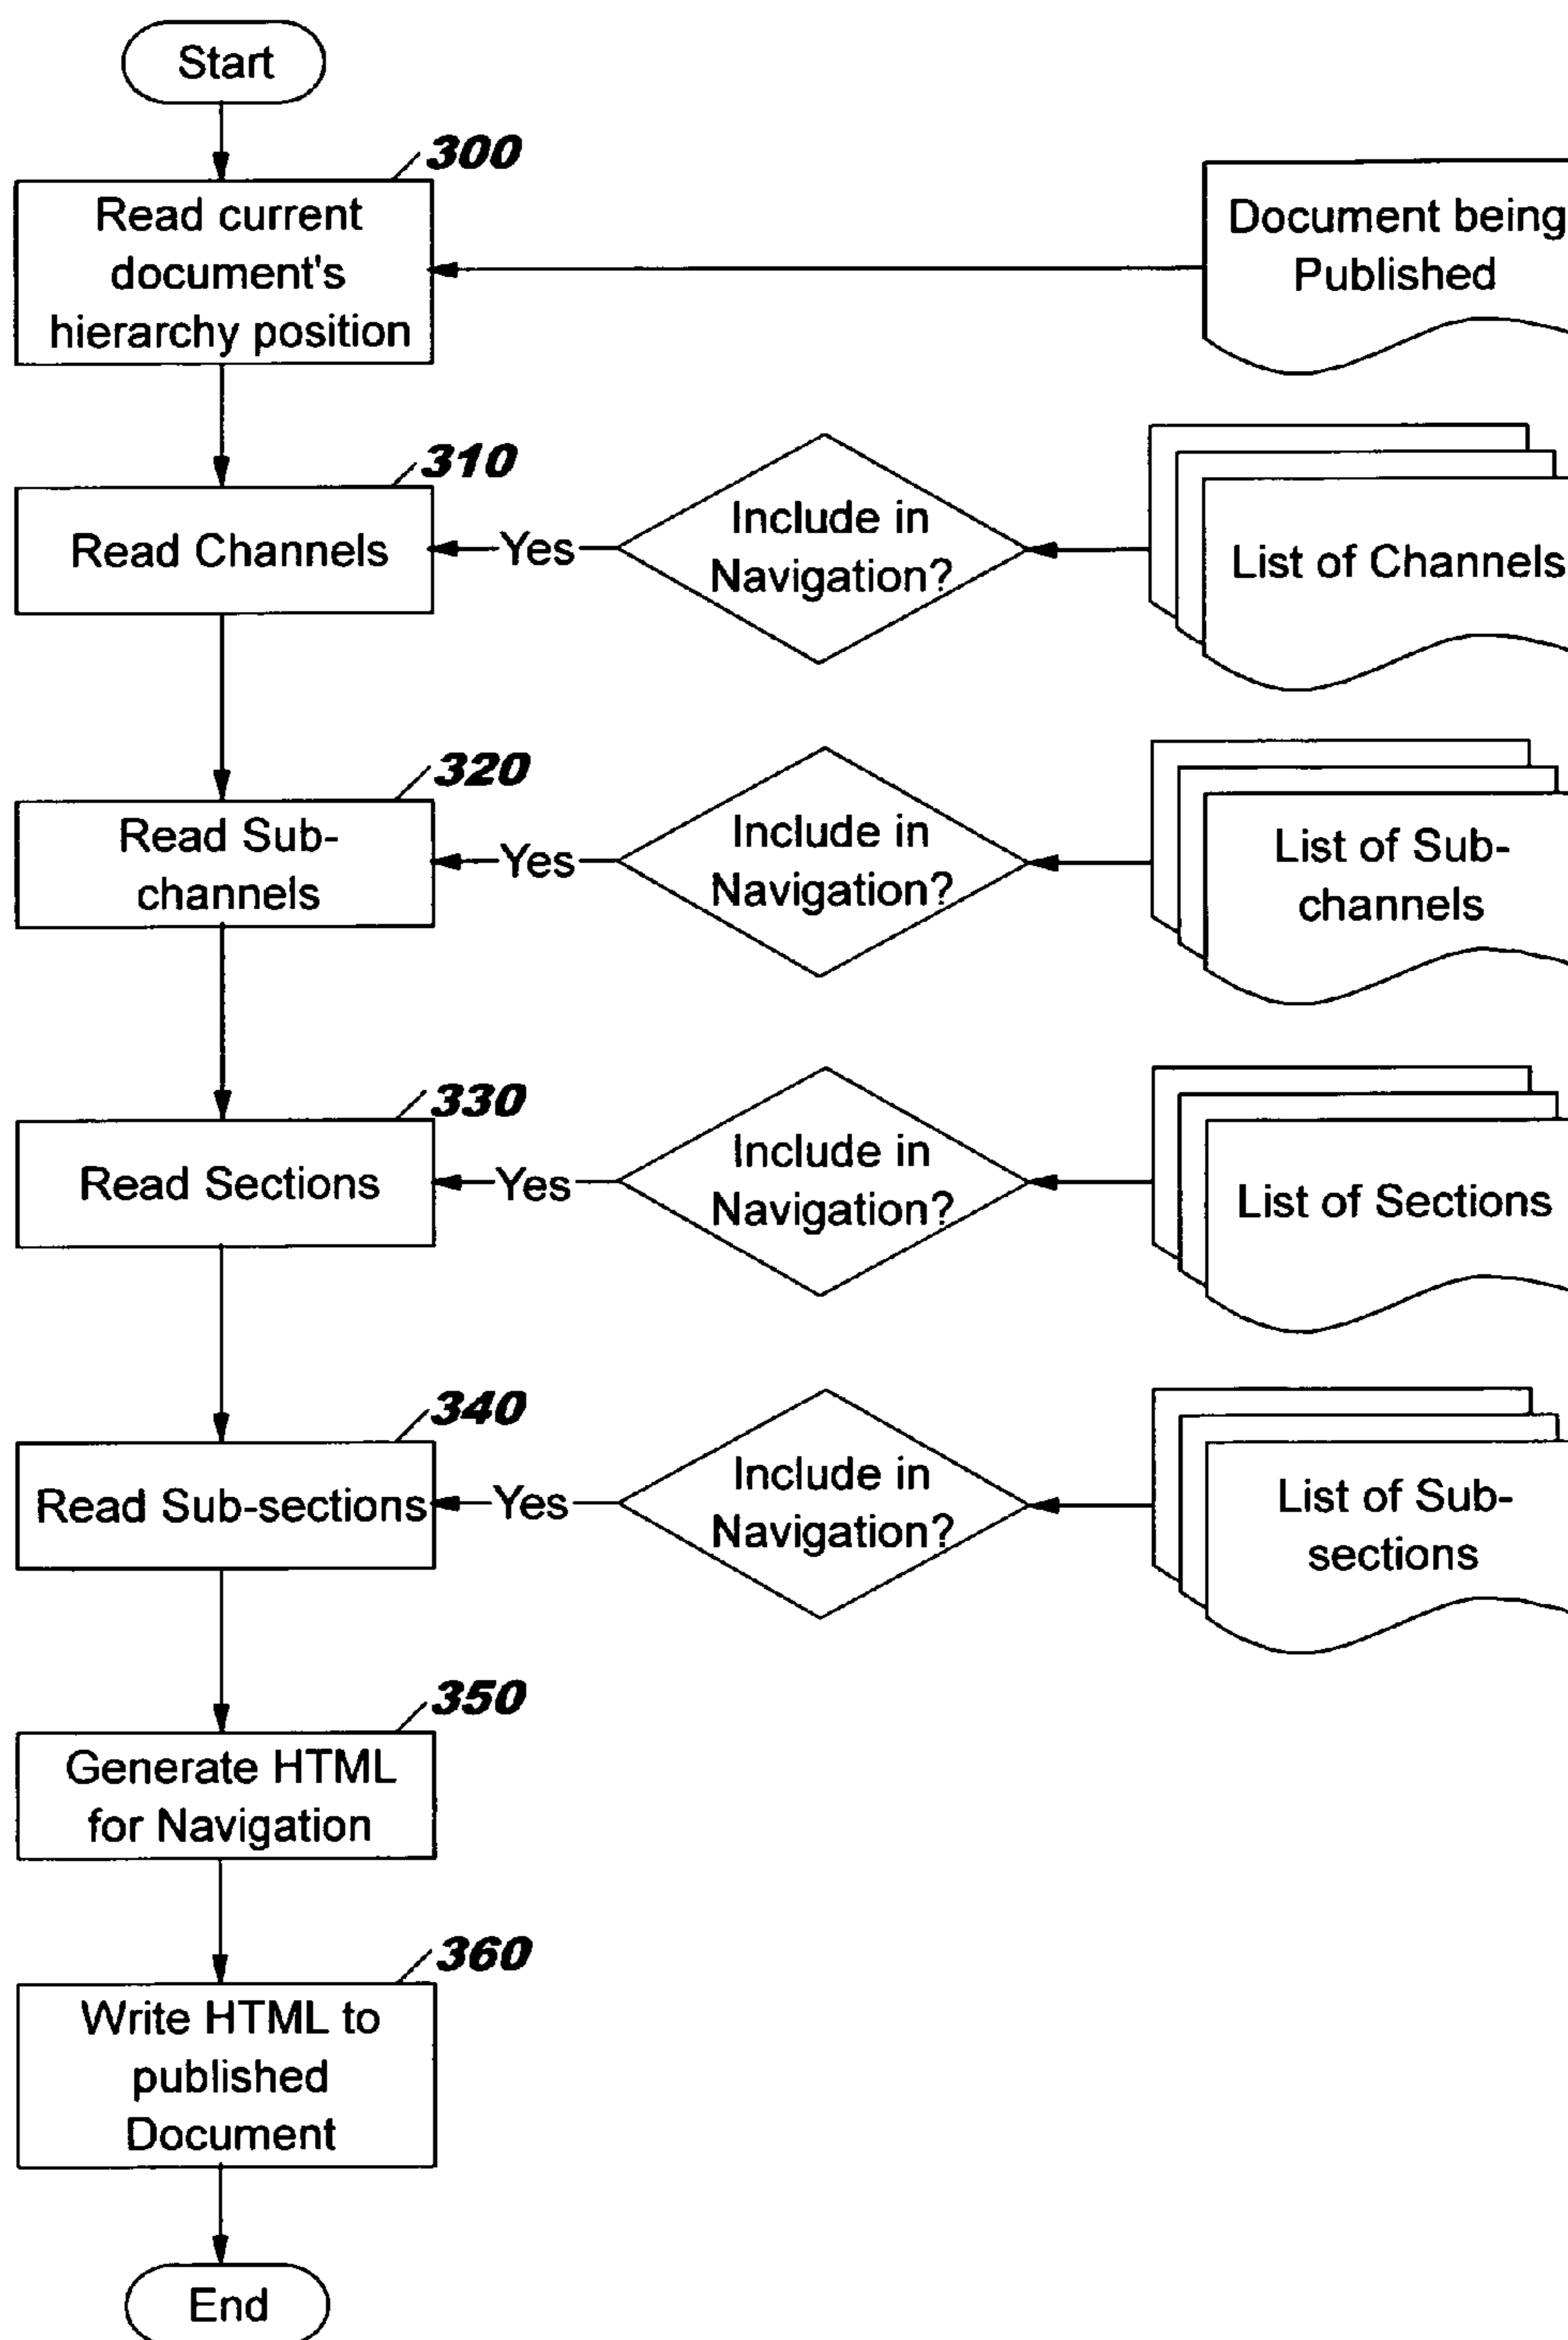 Start
300
Read current
document's
hierarchy position
Document being
Published
310
Read Channels
Yes
Include in
Navigation?
List of Channels
320
Read Sub-
channels
Yes
Include in
Navigation?
List of Sub-
channels
330
Read Sections
Yes
Include in
Navigation?
List of Sections
340
Read Sub-sections
Yes
Include in
Navigation?
List of Sub-
sections
350
Generate HTML
for Navigation
360
Write HTML to
published
Document
End